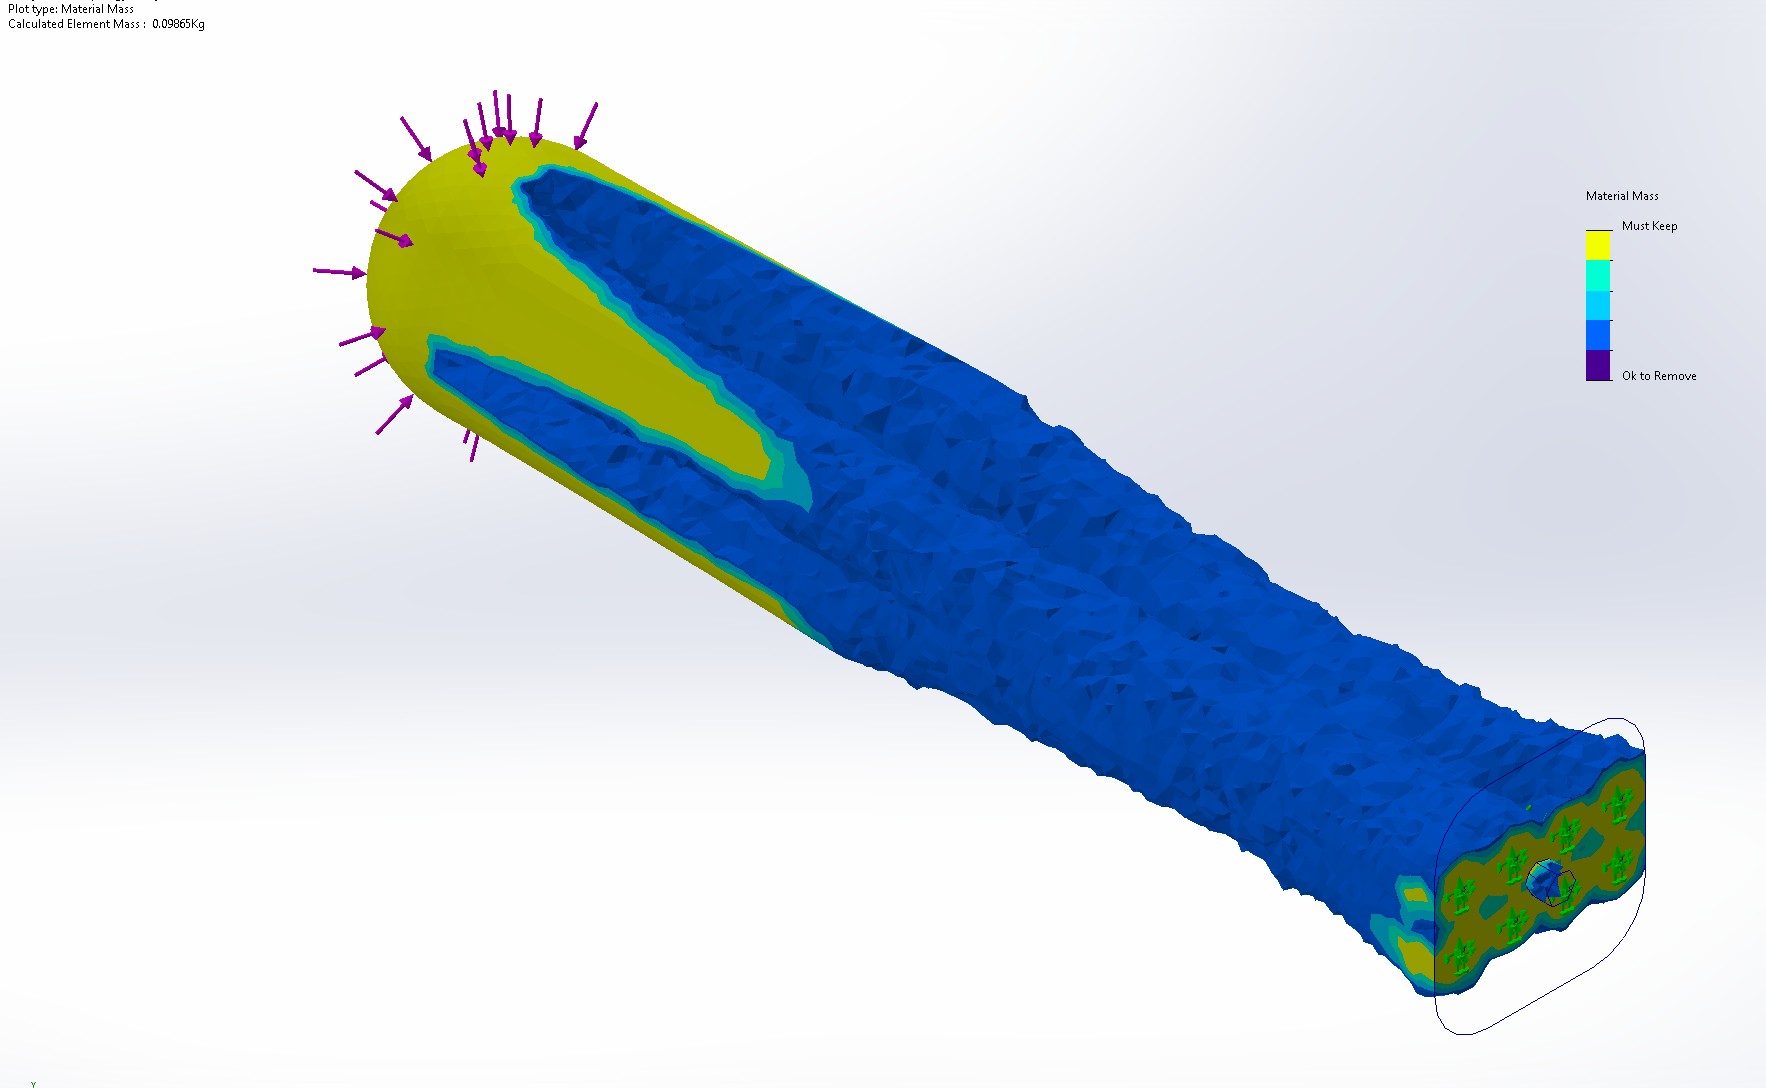 Plot type: Material Mass
Calculated Element Mass : 0.09865Kg
Material Mass
Must Keep
Ok to Remove
Y